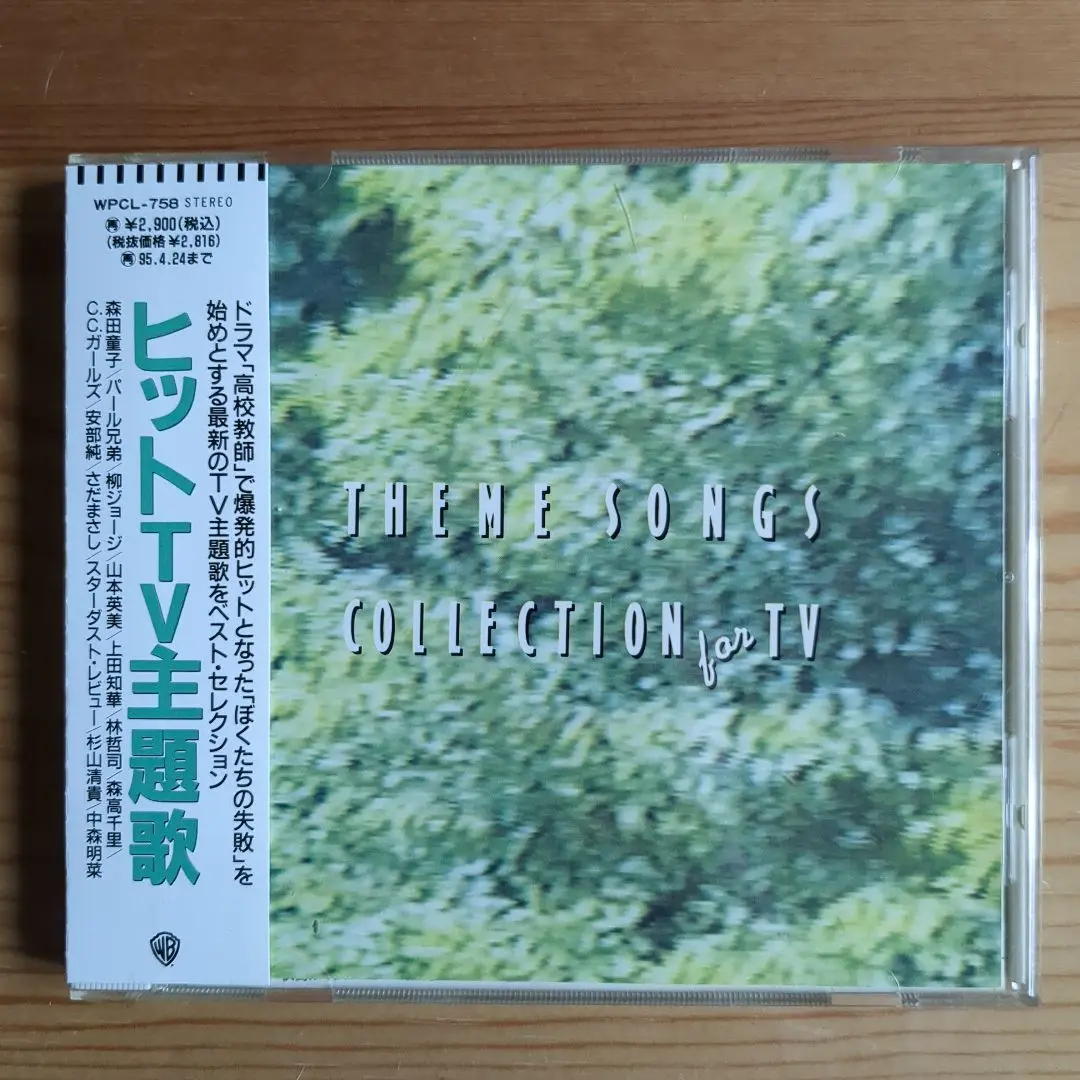 WPCL-758 STEREO
再 ¥2,900(税込)
(税抜価格¥2,816)
再 95.4.24まで
ドラマ「高校教師」で爆発的ヒットとなった「ぼくたちの失敗」を
始めとする最新のTV主題歌をベスト・セレクション
ヒットTV主題歌
森田童子/パール兄弟/柳ジョージ/山本英美/上田知華/林哲司/森高千里/
C.C.ガールズ/安部純/さだまさし/スターダスト・レビュー/杉山清貴/中森明菜
WB
THEME SONGS
COLLECTION for TV